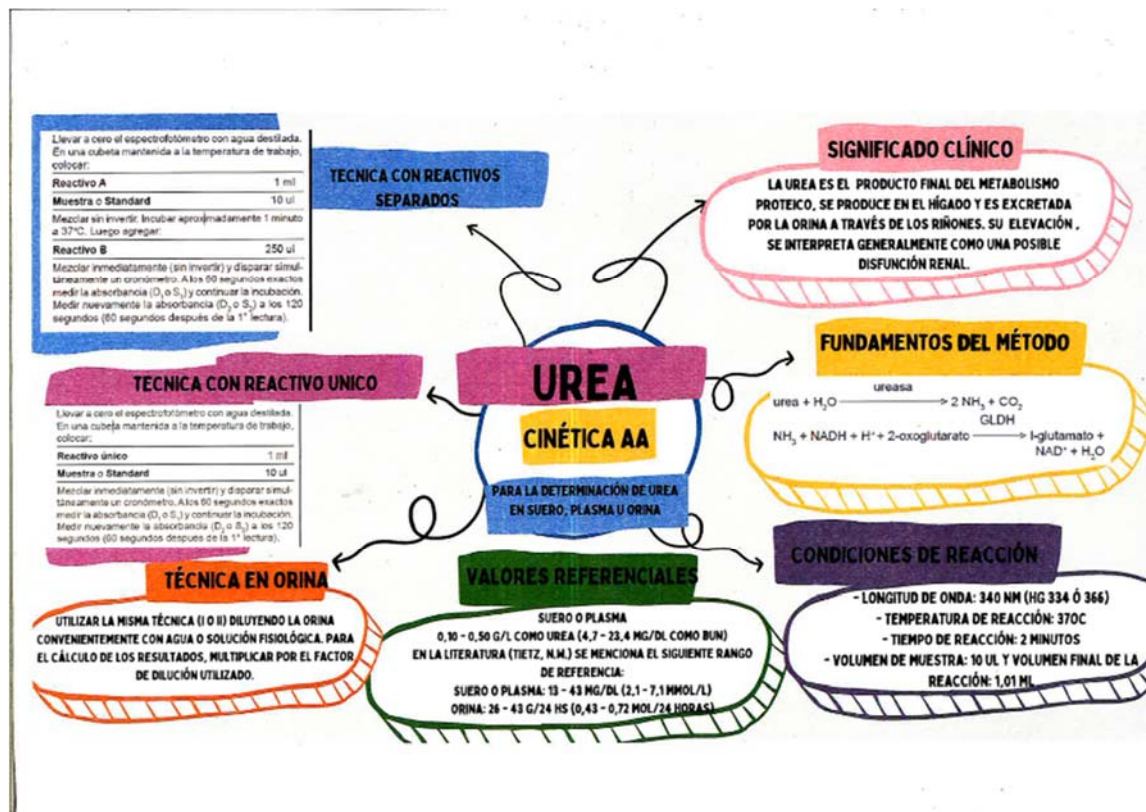 Llevar a cero el espectrofotómetro con agua destilada.
En una cubeta mantenida a la temperatura de trabajo,
colocar:
Reactivo A 1 ml
Muestra o Standard 10 ul
Mezclar sin invertir. Incubar aproximadamente 1 minuto
a 37°C. Luego agregar:
Reactivo B 250 ul
Mezclar inmediatamente (sin invertir) y disparar simul-
táneamente un cronómetro. A los 60 segundos exactos
medir la absorbancia (D₁ o S₁) y continuar la incubación.
Medir nuevamente la absorbancia (D₂ o S₂) a los 120
segundos (60 segundos después de la 1° lectura).
TECNICA CON REACTIVOS
SEPARADOS
SIGNIFICADO CLÍNICO
LA UREA ES EL PRODUCTO FINAL DEL METABOLISMO
PROTEICO, SE PRODUCE EN EL HÍGADO Y ES EXCRETADA
POR LA ORINA A TRAVÉS DE LOS RIÑONES. SU ELEVACIÓN ,
SE INTERPRETA GENERALMENTE COMO UNA POSIBLE
DISFUNCIÓN RENAL.
TECNICA CON REACTIVO UNICO
Llevar a cero el espectrofotómetro con agua destilada.
En una cubeta mantenida a la temperatura de trabajo,
colocar:
Reactivo único 1 ml
Muestra o Standard 10 ul
Mezclar inmediatamente (sin invertir) y disparar simul-
táneamente un cronómetro. A los 60 segundos exactos
medir la absorbancia (D₁ o S₁) y continuar la incubación.
Medir nuevamente la absorbancia (D₂ o S₂) a los 120
segundos (60 segundos después de la 1° lectura).
UREA
CINÉTICA AA
PARA LA DETERMINACIÓN DE UREA
EN SUERO, PLASMA U ORINA
FUNDAMENTOS DEL MÉTODO
ureasa
urea + H₂O → 2 NH₃ + CO₂
GLDH
NH₃ + NADH + H⁺ + 2-oxoglutarato → l-glutamato +
NAD⁺ + H₂O
TÉCNICA EN ORINA
UTILIZAR LA MISMA TÉCNICA (I O II) DILUYENDO LA ORINA
CONVENIENTEMENTE CON AGUA O SOLUCIÓN FISIOLÓGICA. PARA
EL CÁLCULO DE LOS RESULTADOS, MULTIPLICAR POR EL FACTOR
DE DILUCIÓN UTILIZADO.
VALORES REFERENCIALES
SUERO O PLASMA
0,10 - 0,50 G/L COMO UREA (4,7 - 23,4 MG/DL COMO BUN)
EN LA LITERATURA (TIETZ, N.W.) SE MENCIONA EL SIGUIENTE RANGO
DE REFERENCIA:
SUERO O PLASMA: 13 - 43 MG/DL (2,1 - 7,1 MMOL/L)
ORINA: 26 - 43 G/24 HS (0,43 - 0,72 MOL/24 HORAS)
CONDICIONES DE REACCIÓN
- LONGITUD DE ONDA: 340 NM (HG 334 Ó 366)
- TEMPERATURA DE REACCIÓN: 37OC
- TIEMPO DE REACCIÓN: 2 MINUTOS
- VOLUMEN DE MUESTRA: 10 UL Y VOLUMEN FINAL DE LA
REACCIÓN: 1,01 ML